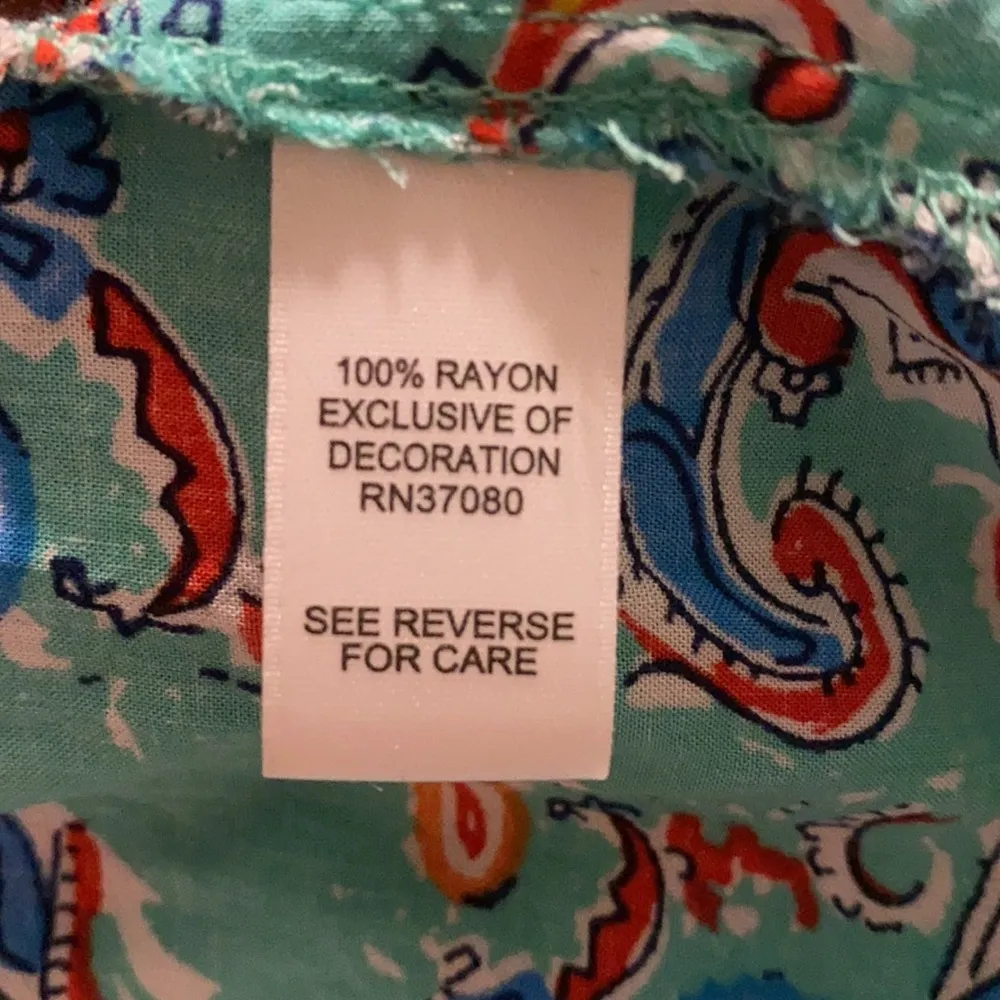 100% RAYON
EXCLUSIVE OF
DECORATION
RN37080
SEE REVERSE
FOR CARE